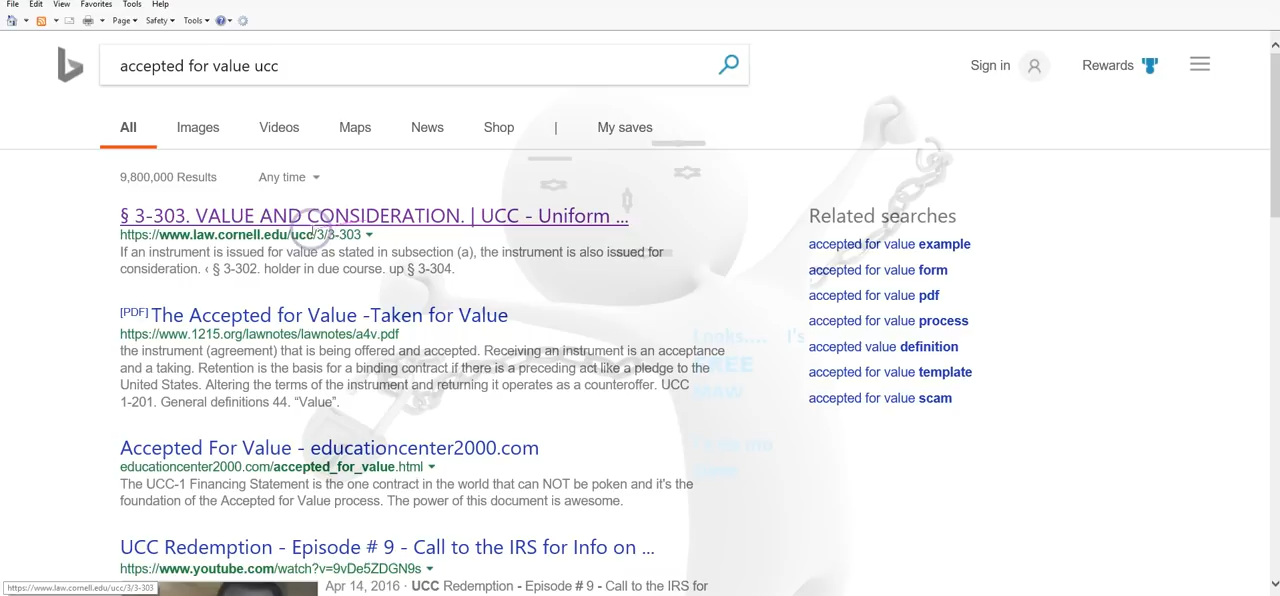 File Edit View Favorites Tools Help
Page Safety Tools
accepted for value ucc
Sign in Rewards
All Images Videos Maps News Shop | My saves
9,800,000 Results Any time
§ 3-303. VALUE AND CONSIDERATION. | UCC - Uniform ...
https://www.law.cornell.edu/ucc/3/3-303
If an instrument is issued for value as stated in subsection (a), the instrument is also issued for
consideration. ‹ § 3-302. holder in due course. up § 3-304.
[PDF] The Accepted for Value -Taken for Value
https://www.1215.org/lawnotes/lawnotes/a4v.pdf
the instrument (agreement) that is being offered and accepted. Receiving an instrument is an acceptance
and a taking. Retention is the basis for a binding contract if there is a preceding act like a pledge to the
United States. Altering the terms of the instrument and returning it operates as a counteroffer. UCC
1-201. General definitions 44. “Value”.
Accepted For Value - educationcenter2000.com
educationcenter2000.com/accepted_for_value.html
The UCC-1 Financing Statement is the one contract in the world that can NOT be poken and it's the
foundation of the Accepted for Value process. The power of this document is awesome.
UCC Redemption - Episode # 9 - Call to the IRS for Info on ...
https://www.youtube.com/watch?v=9vDe5ZDGN9s
Apr 14, 2016 · UCC Redemption - Episode # 9 - Call to the IRS for
Related searches
accepted for value example
accepted for value form
accepted for value pdf
accepted for value process
accepted value definition
accepted for value template
accepted for value scam
Looks.... I's
FREE
https://www.law.cornell.edu/ucc/3/3-303